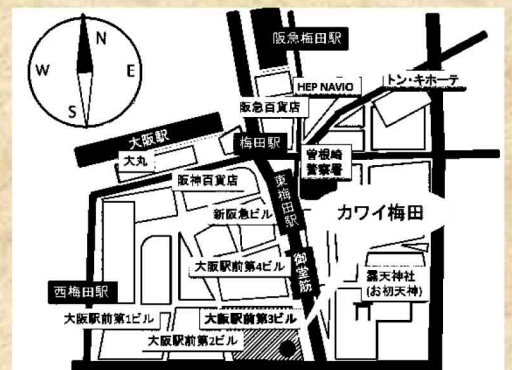 N
W
E
S
阪急梅田駅
HEP NAVIO
トン・キホーテ
阪急百貨店
大阪駅
梅田駅
大丸
曽根崎
警察署
阪神百貨店
東梅田駅
新阪急ビル
カワイ梅田
大阪駅前第4ビル
御堂筋
露天神社
(お初天神)
西梅田駅
大阪駅前第1ビル
大阪駅前第3ビル
大阪駅前第2ビル